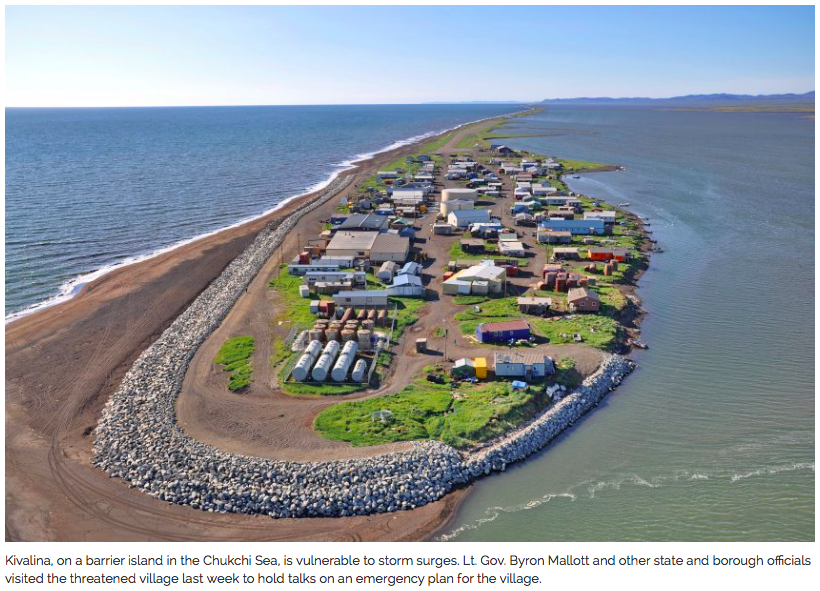 Kivalina, on a barrier island in the Chukchi Sea, is vulnerable to storm surges. Lt. Gov. Byron Mallott and other state and borough officials
visited the threatened village last week to hold talks on an emergency plan for the village.